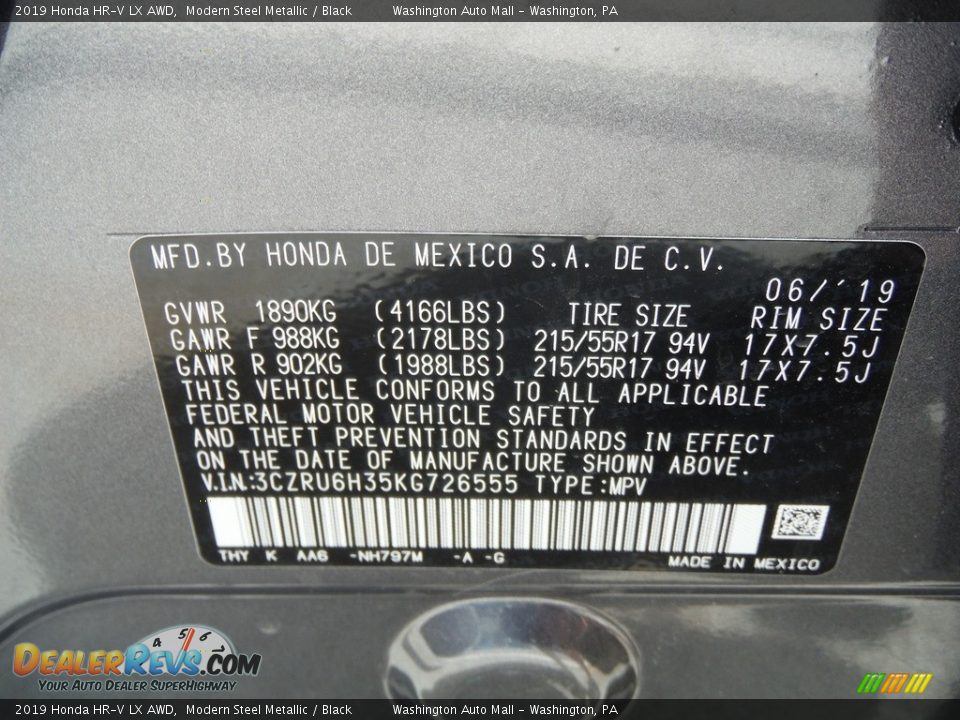 2019 Honda HR-V LX AWD, Modern Steel Metallic / Black Washington Auto Mall - Washington, PA
MFD.BY HONDA DE MEXICO S.A. DE C.V.
06/'19
GVWR 1890KG (4166LBS) TIRE SIZE RIM SIZE
GAWR F 988KG (2178LBS) 215/55R17 94V 17X7.5J
GAWR R 902KG (1988LBS) 215/55R17 94V 17X7.5J
THIS VEHICLE CONFORMS TO ALL APPLICABLE
FEDERAL MOTOR VEHICLE SAFETY
AND THEFT PREVENTION STANDARDS IN EFFECT
ON THE DATE OF MANUFACTURE SHOWN ABOVE.
V.I.N.:3CZRU6H35KG726555 TYPE:MPV
THY K AA6 -NH797M -A -G MADE IN MEXICO
4 5 6
DEALERREVS.COM
YOUR AUTO DEALER SUPERHIGHWAY
2019 Honda HR-V LX AWD, Modern Steel Metallic / Black Washington Auto Mall - Washington, PA